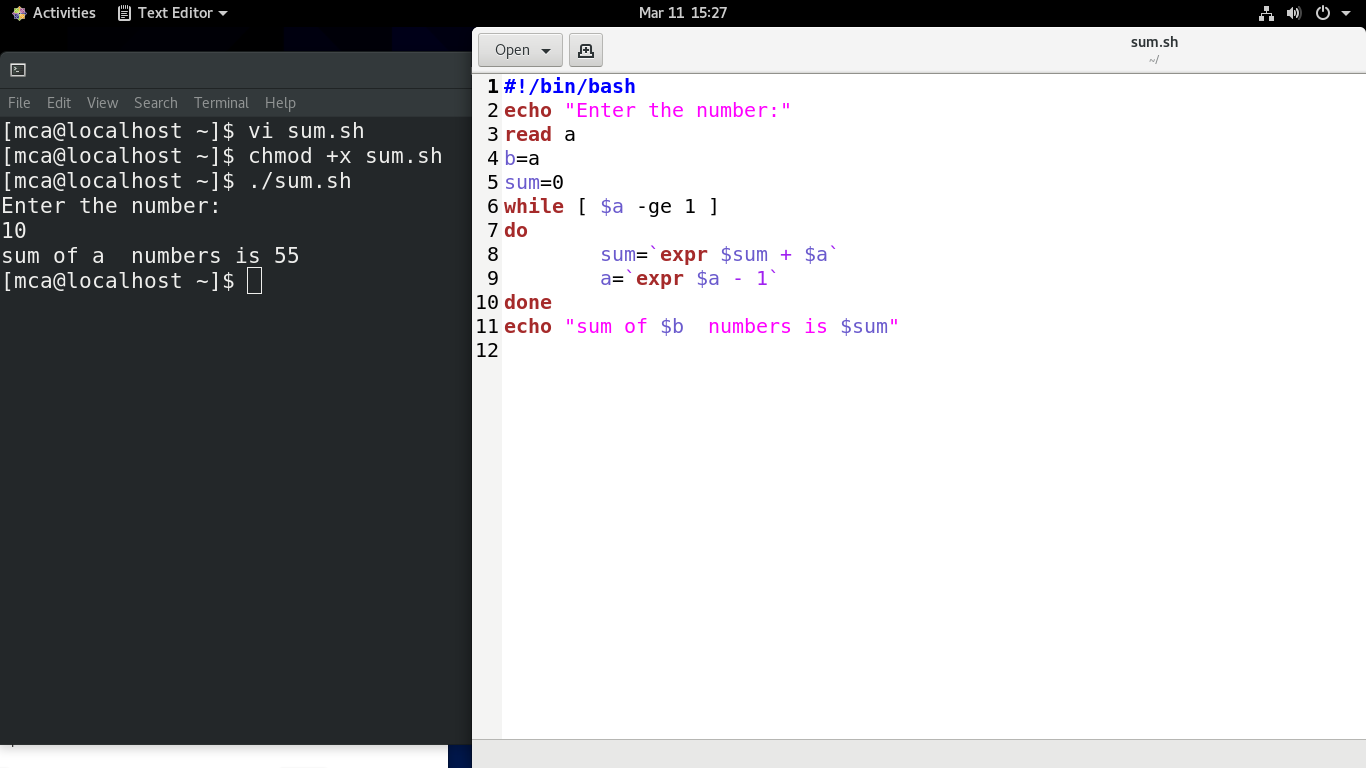 Activities Text Editor Mar 11 15:27
File Edit View Search Terminal Help
[mca@localhost ~]$ vi sum.sh
[mca@localhost ~]$ chmod +x sum.sh
[mca@localhost ~]$ ./sum.sh
Enter the number:
10
sum of a  numbers is 55
[mca@localhost ~]$
Open
sum.sh
~/
1 #!/bin/bash
2 echo "Enter the number:"
3 read a
4 b=a
5 sum=0
6 while [ $a -ge 1 ]
7 do
8         sum=`expr $sum + $a`
9         a=`expr $a - 1`
10 done
11 echo "sum of $b  numbers is $sum"
12